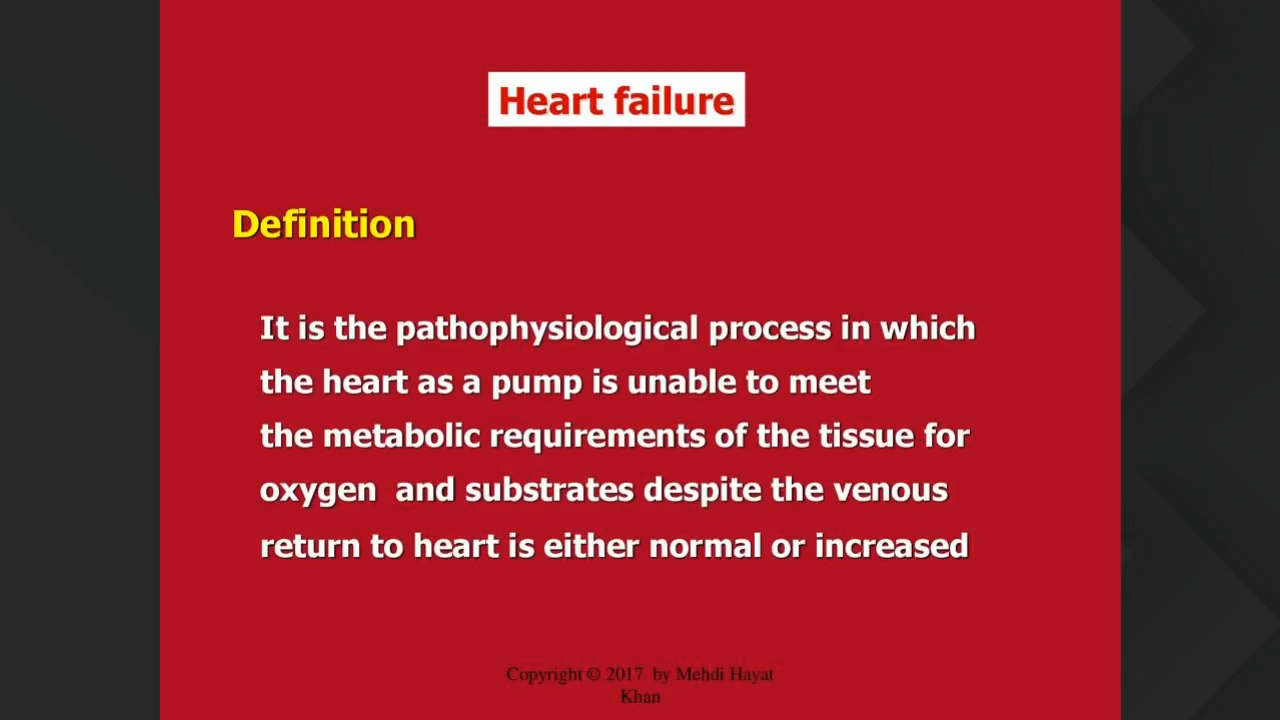 Heart failure
Definition
It is the pathophysiological process in which
the heart as a pump is unable to meet
the metabolic requirements of the tissue for
oxygen  and substrates despite the venous
return to heart is either normal or increased
Copyright © 2017  by Mehdi Hayat
Khan